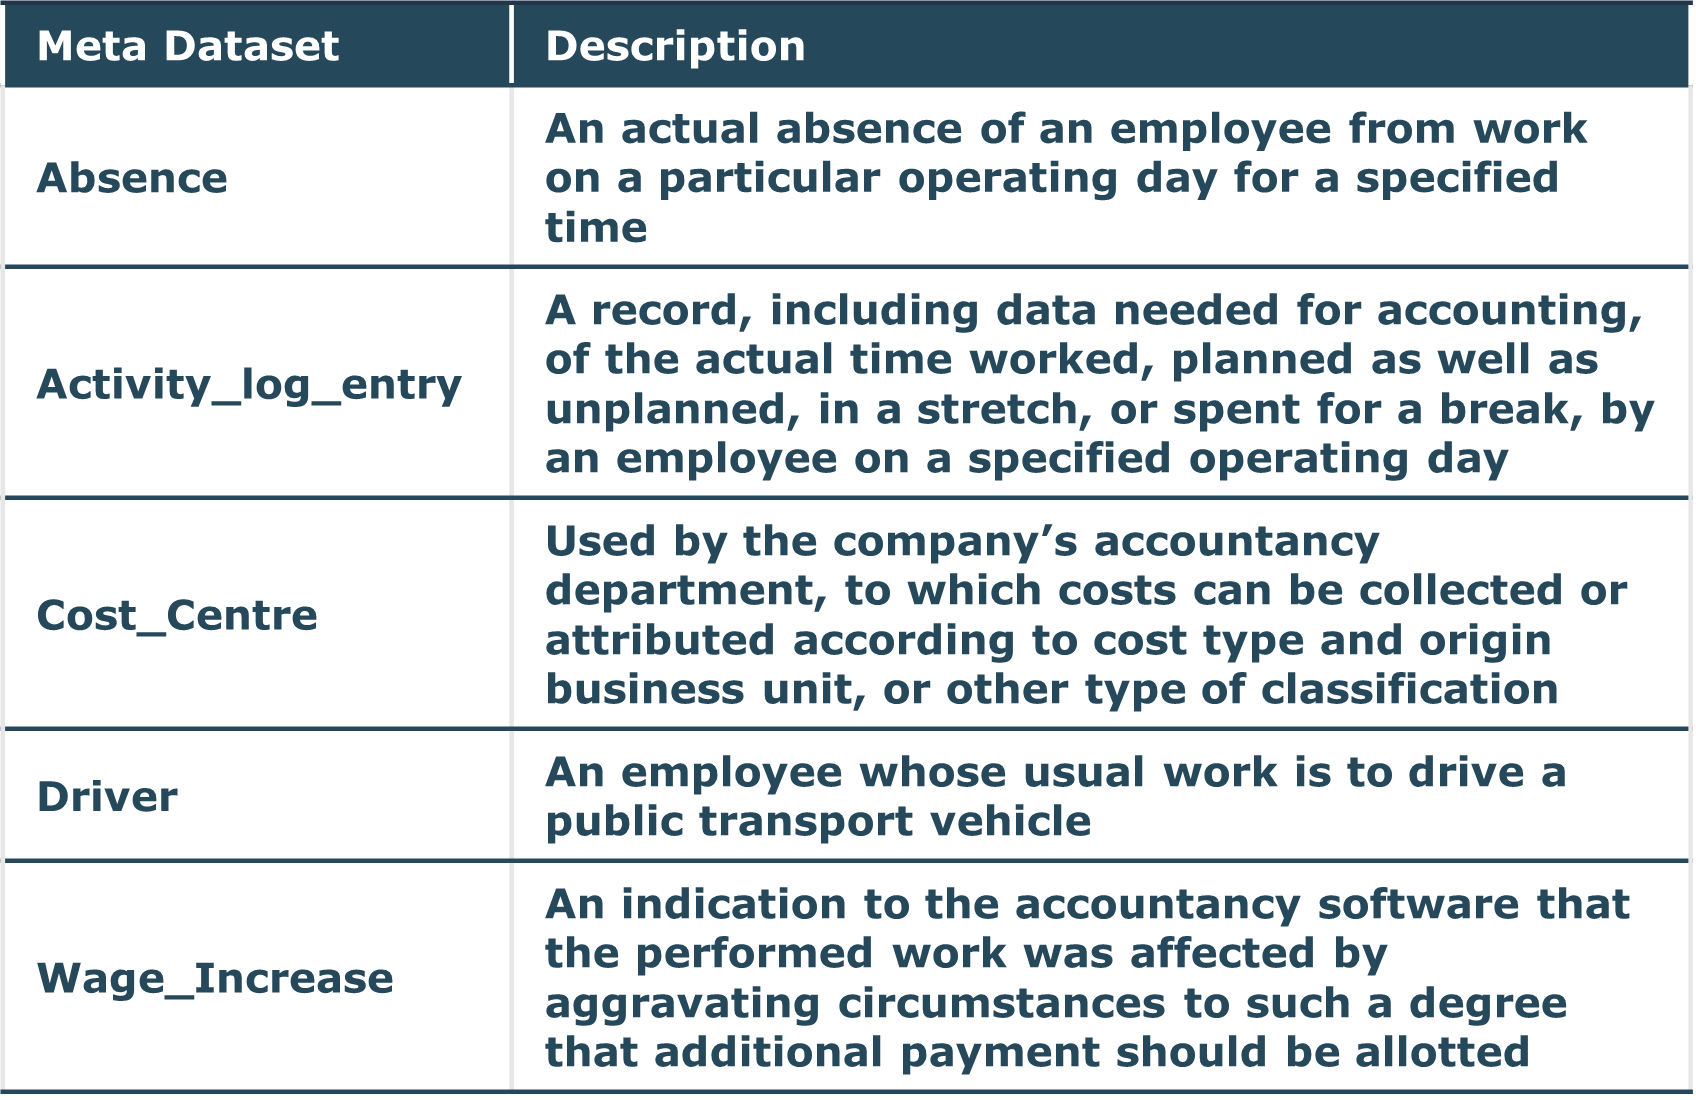 Meta Dataset
Description
Absence
An actual absence of an employee from work
on a particular operating day for a specified
time
Activity_log_entry
A record, including data needed for accounting,
of the actual time worked, planned as well as
unplanned, in a stretch, or spent for a break, by
an employee on a specified operating day
Cost_Centre
Used by the company’s accountancy
department, to which costs can be collected or
attributed according to cost type and origin
business unit, or other type of classification
Driver
An employee whose usual work is to drive a
public transport vehicle
Wage_Increase
An indication to the accountancy software that
the performed work was affected by
aggravating circumstances to such a degree
that additional payment should be allotted